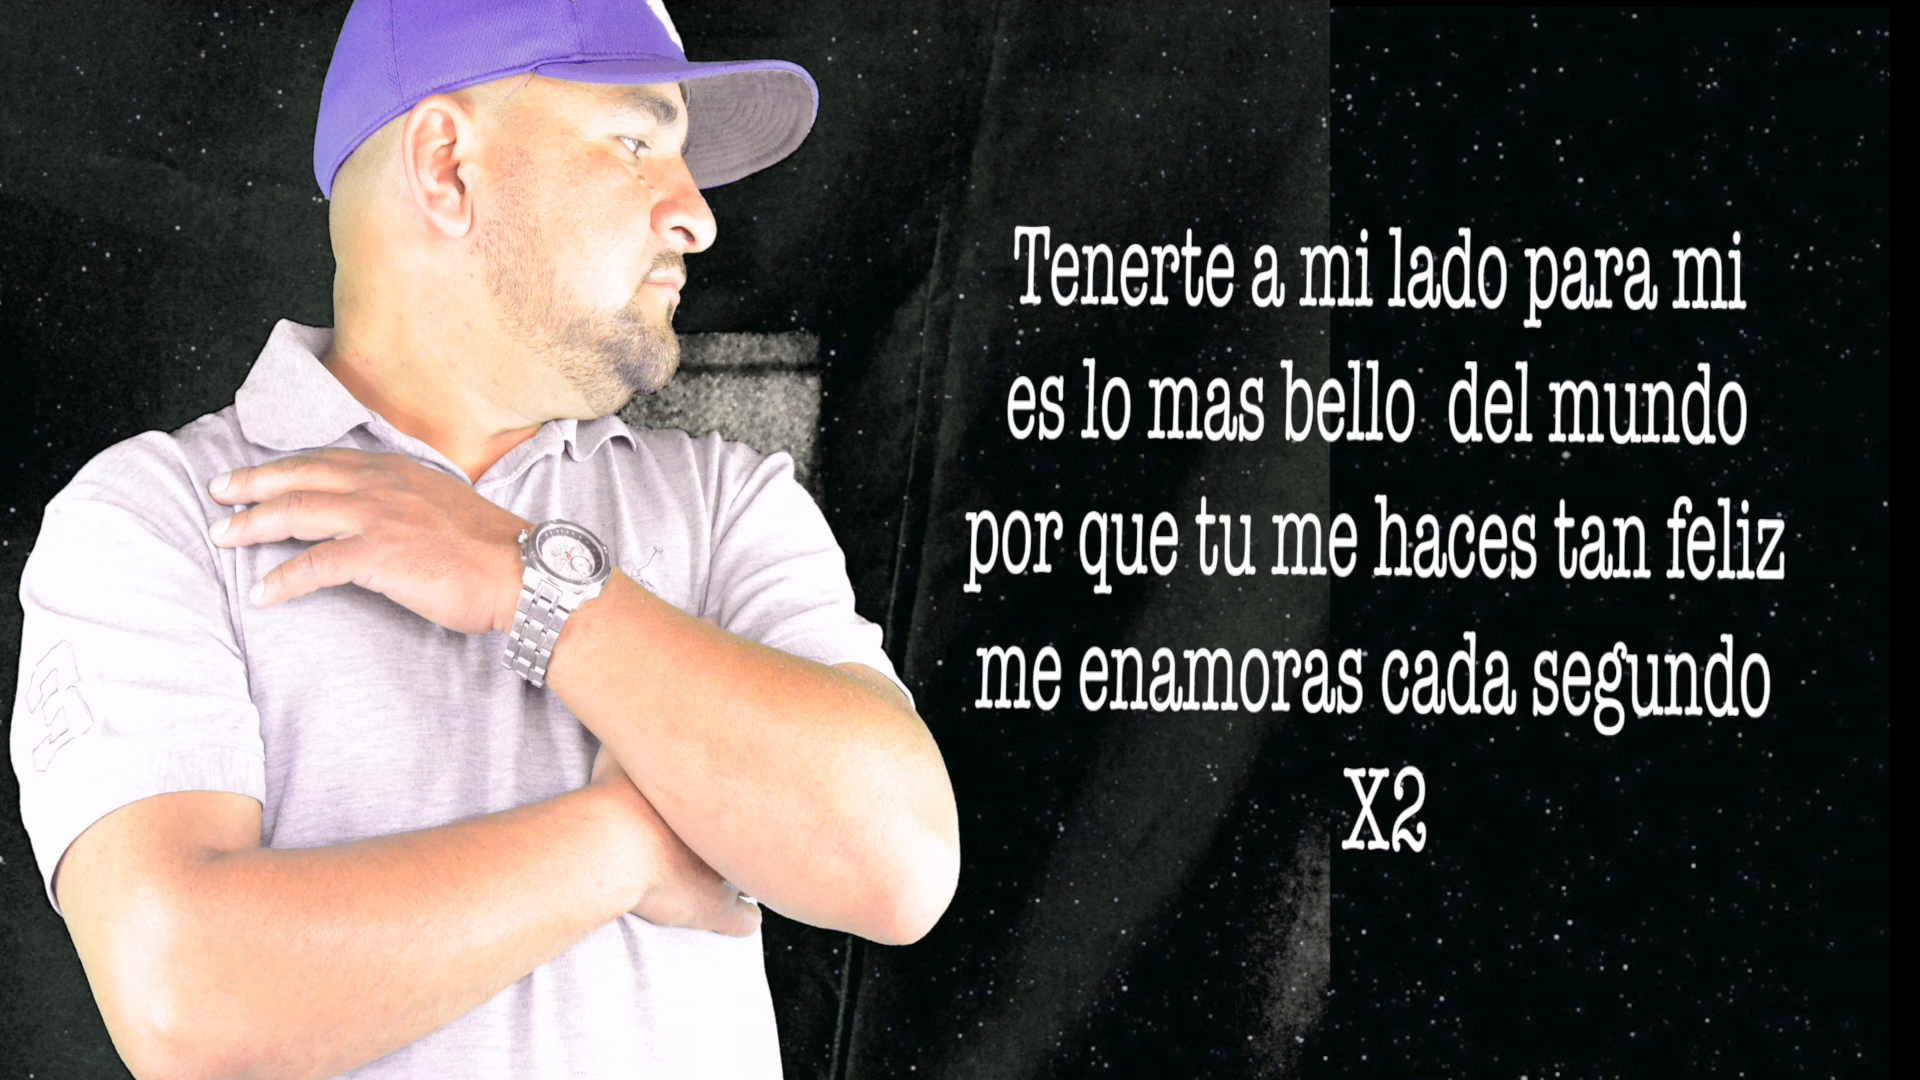 Tenerte a mi lado para mi
es lo mas bello del mundo
por que tu me haces tan feliz
me enamoras cada segundo
X2
3